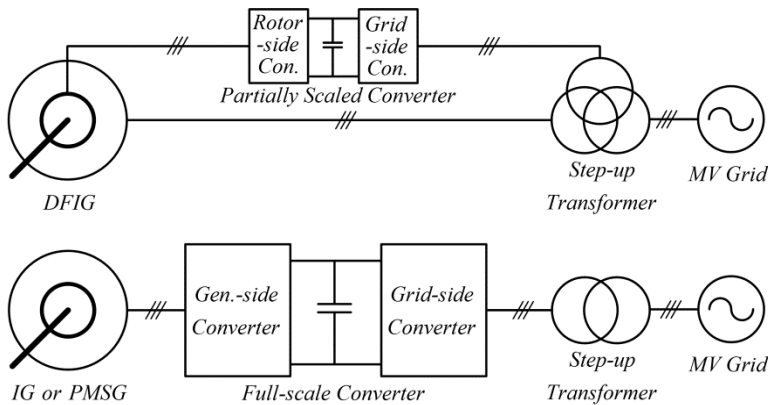 Rotor
-side
Con.
Grid
-side
Con.
Partially Scaled Converter
DFIG
Step-up
Transformer
MV Grid
Gen.-side
Converter
Grid-side
Converter
IG or PMSG
Full-scale Converter
Step-up
Transformer
MV Grid